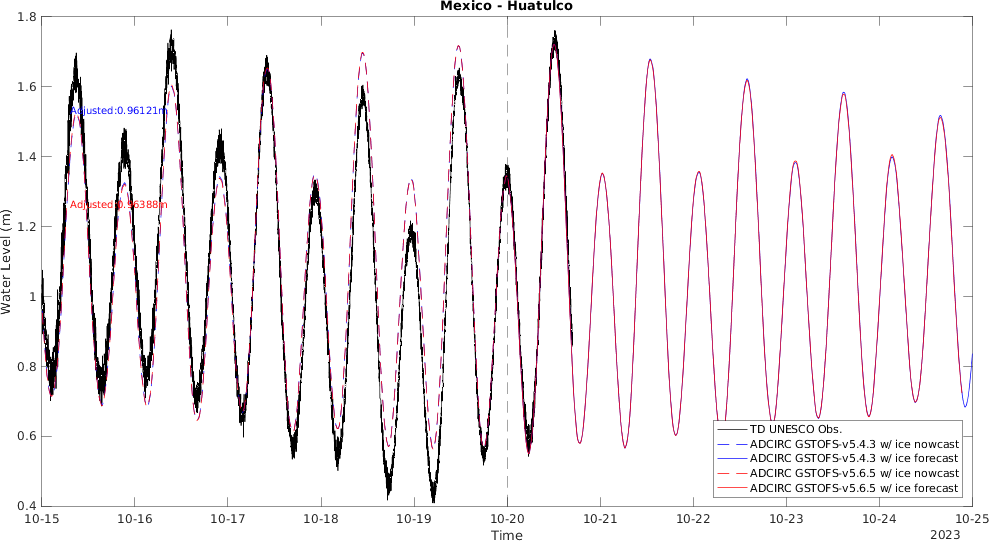 Mexico - Huatulco
1.8
1.6
1.4
1.2
1
0.8
0.6
0.4
Water Level (m)
Adjusted:0.96121m
Adjusted:0.96388m
TD UNESCO Obs.
ADCIRC GSTOFS-v5.4.3 w/ ice nowcast
ADCIRC GSTOFS-v5.4.3 w/ ice forecast
ADCIRC GSTOFS-v5.6.5 w/ ice nowcast
ADCIRC GSTOFS-v5.6.5 w/ ice forecast
10-15 10-16 10-17 10-18 10-19 10-20 10-21 10-22 10-23 10-24 10-25
Time
2023